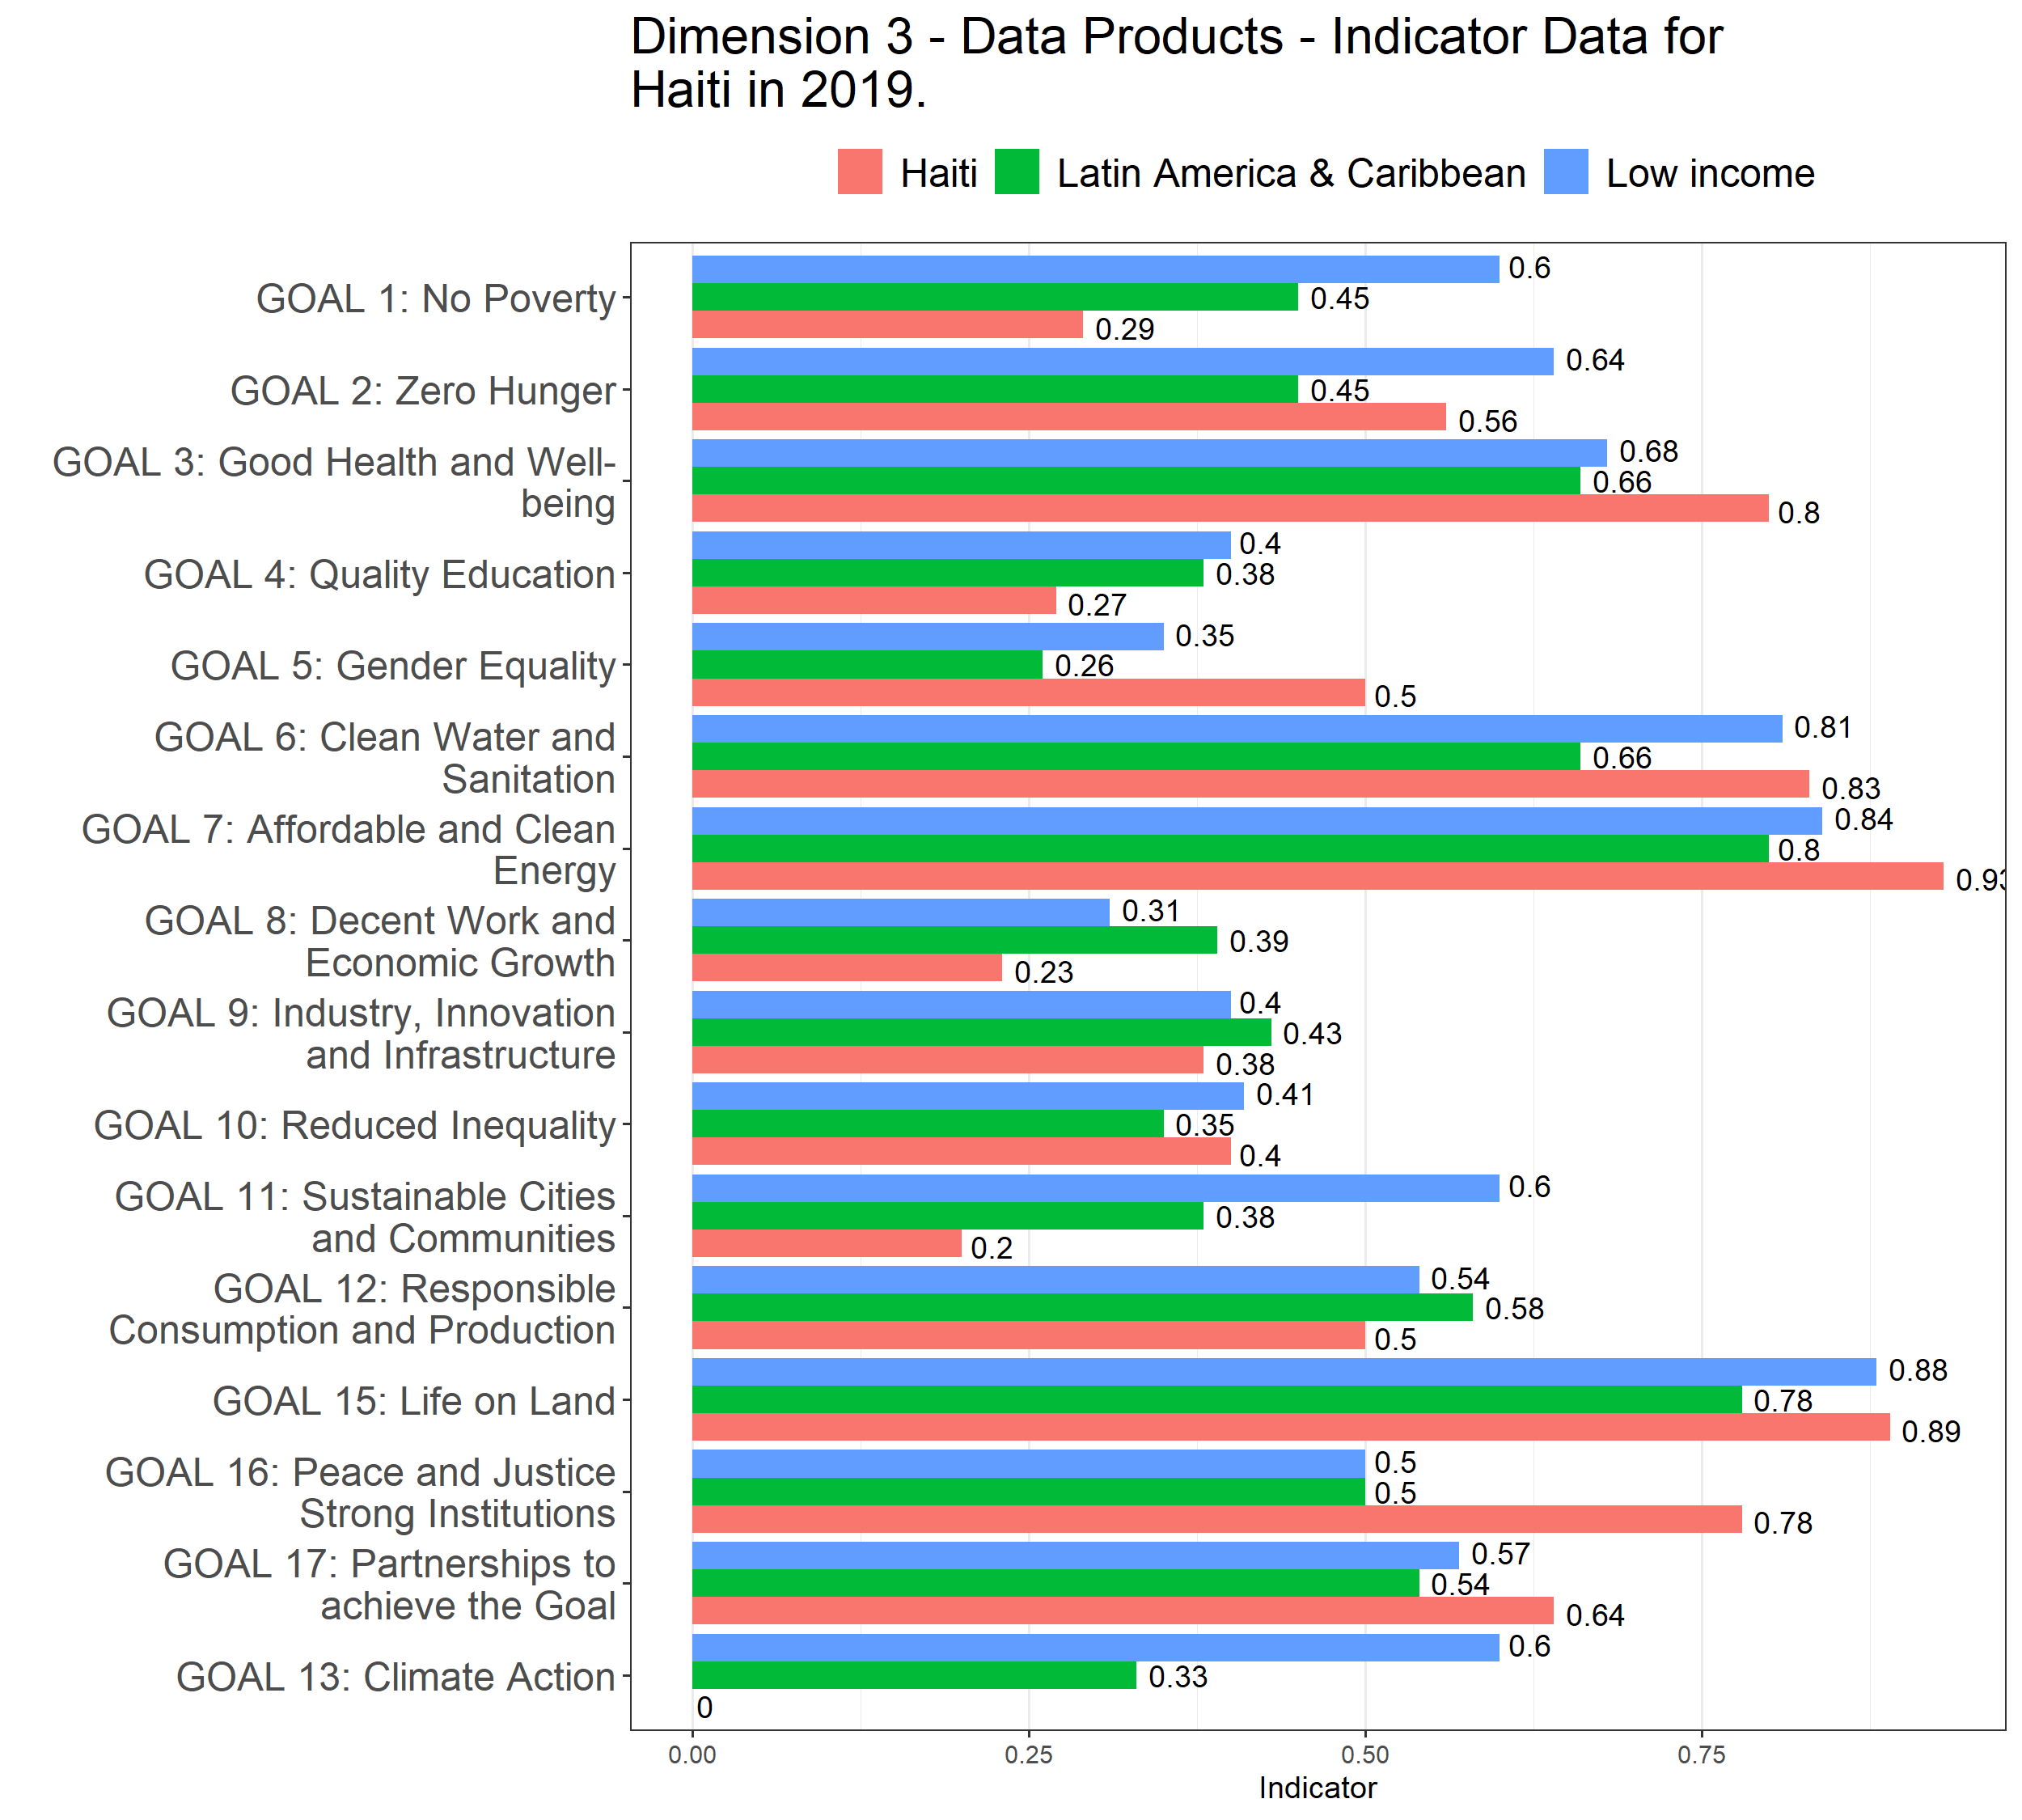 Dimension 3 - Data Products - Indicator Data for
Haiti in 2019.
Haiti Latin America & Caribbean Low income
GOAL 1: No Poverty
0.6
0.45
0.29
GOAL 2: Zero Hunger
0.64
0.45
0.56
GOAL 3: Good Health and Well-
being
0.68
0.66
0.8
GOAL 4: Quality Education
0.4
0.38
0.27
GOAL 5: Gender Equality
0.35
0.26
0.5
GOAL 6: Clean Water and
Sanitation
0.81
0.66
0.83
GOAL 7: Affordable and Clean
Energy
0.84
0.8
0.93
GOAL 8: Decent Work and
Economic Growth
0.31
0.39
0.23
GOAL 9: Industry, Innovation
and Infrastructure
0.4
0.43
0.38
GOAL 10: Reduced Inequality
0.41
0.35
0.4
GOAL 11: Sustainable Cities
and Communities
0.6
0.38
0.2
GOAL 12: Responsible
Consumption and Production
0.54
0.58
0.5
GOAL 15: Life on Land
0.88
0.78
0.89
GOAL 16: Peace and Justice
Strong Institutions
0.5
0.5
0.78
GOAL 17: Partnerships to
achieve the Goal
0.57
0.54
0.64
GOAL 13: Climate Action
0.6
0.33
0
0.00 0.25 0.50 0.75
Indicator